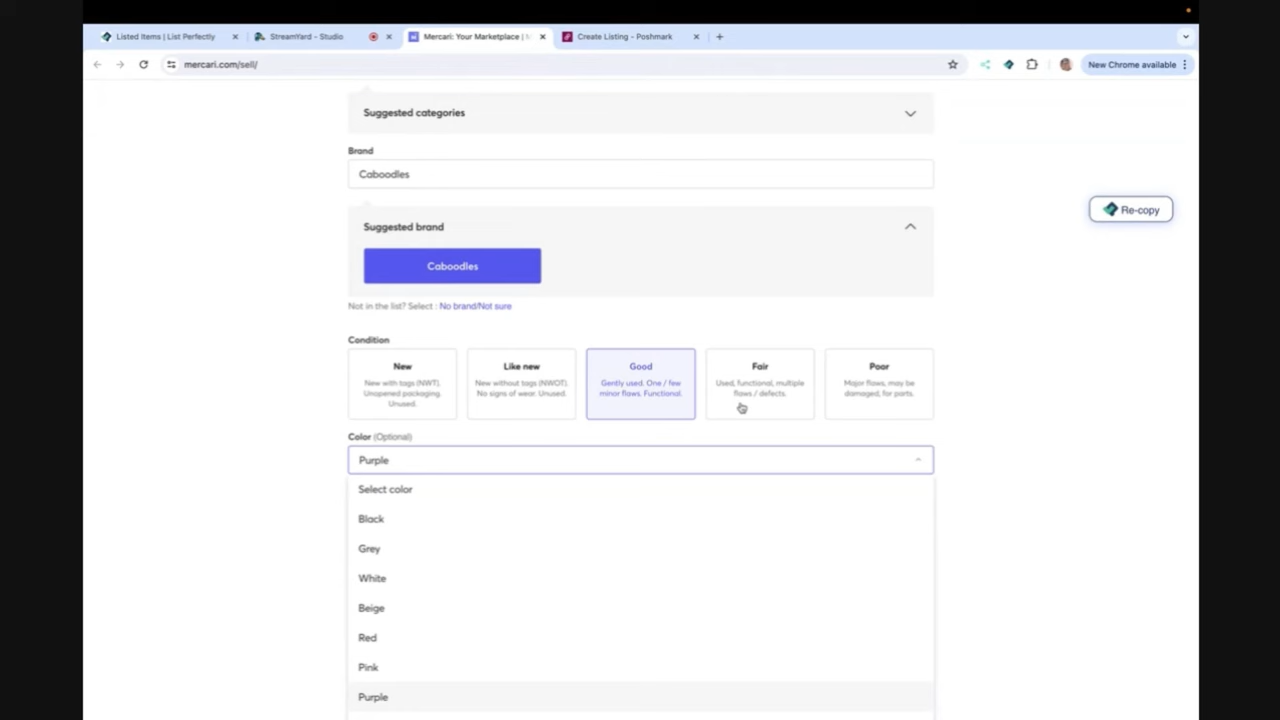 Listed Items | List Perfectly
StreamYard - Studio
Mercari: Your Marketplace |
Create Listing - Poshmark
mercari.com/sell/
New Chrome available
Suggested categories
Brand
Caboodles
Re-copy
Suggested brand
Caboodles
Not in the list? Select : No brand/Not sure
Condition
New
New with tags (NWT).
Unopened packaging.
Unused.
Like new
New without tags (NWOT).
No signs of wear. Unused.
Good
Gently used. One / few
minor flaws. Functional.
Fair
Used, functional, multiple
flaws / defects.
Poor
Major flaws, may be
damaged, for parts.
Color (Optional)
Purple
Select color
Black
Grey
White
Beige
Red
Pink
Purple